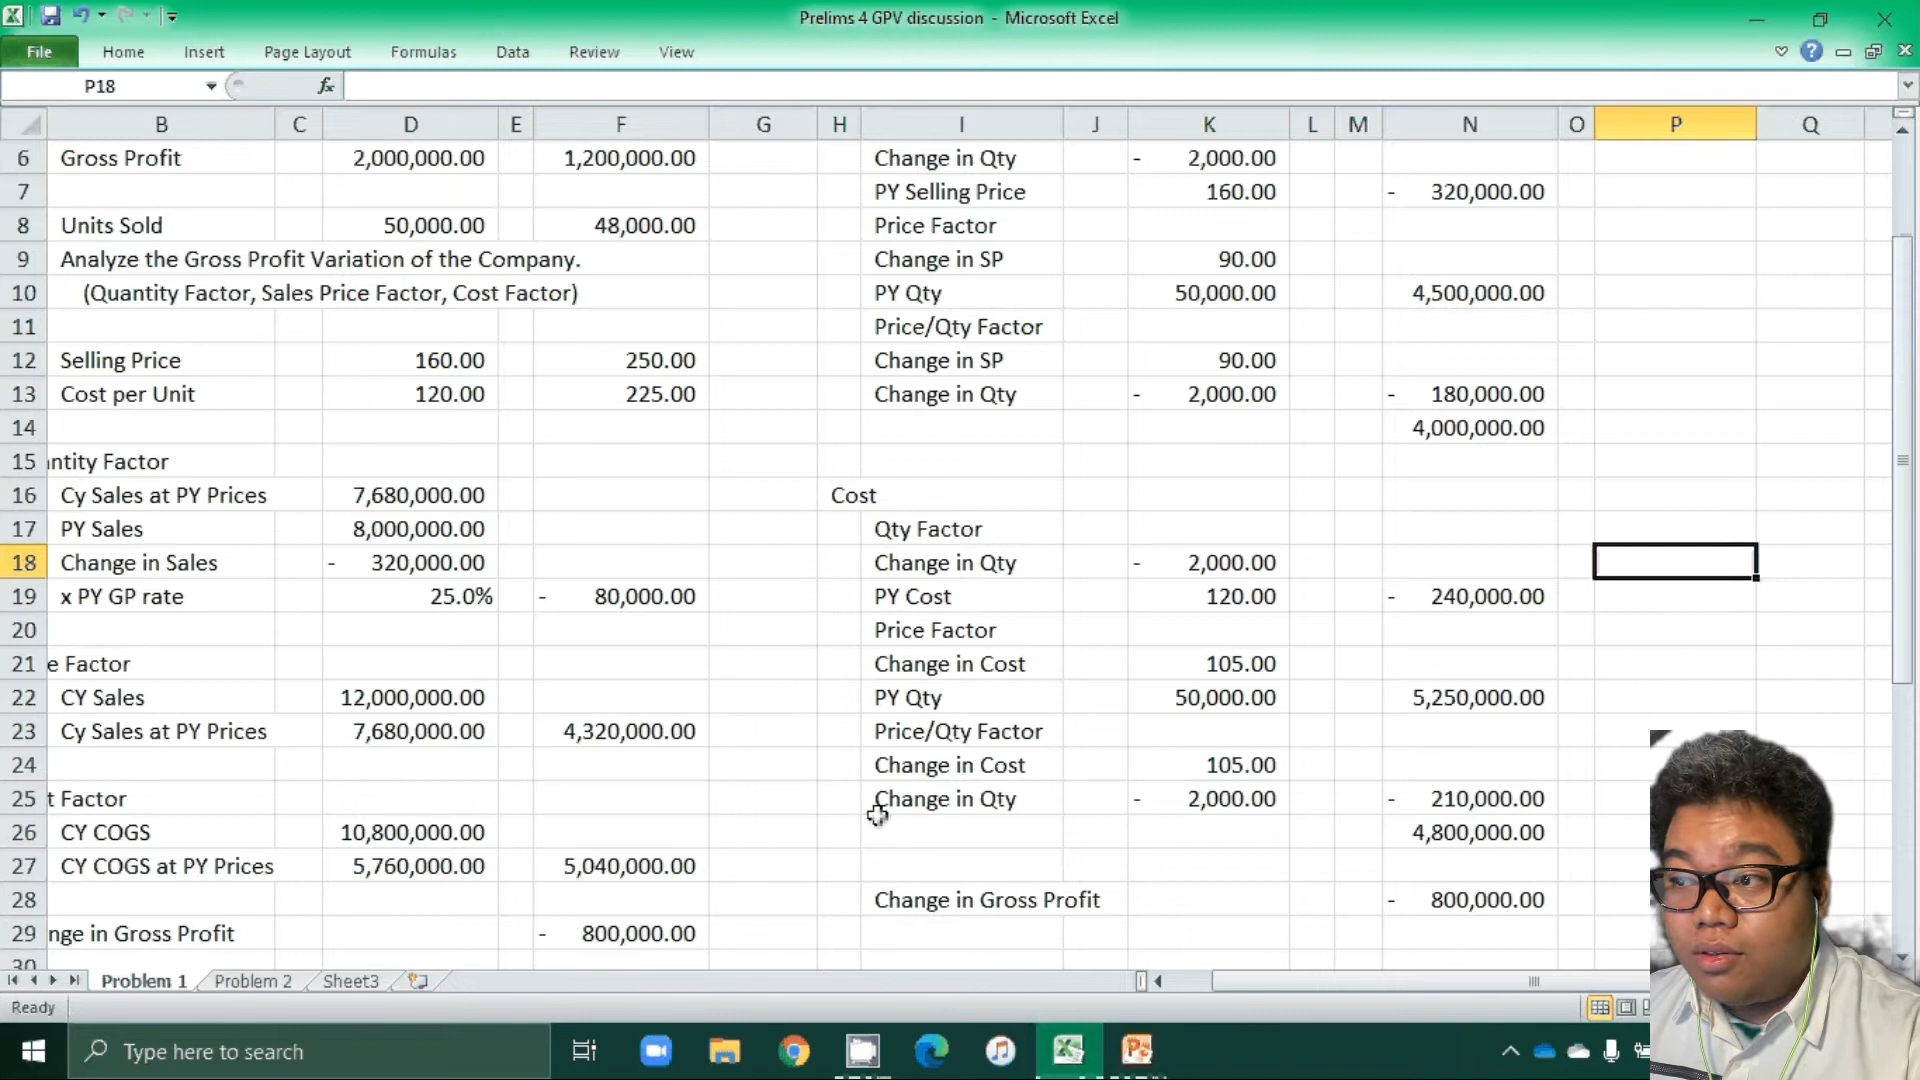 Prelims 4 GPV discussion - Microsoft Excel
File Home Insert Page Layout Formulas Data Review View
P18 fx
B C D E F G H I J K L M N O P Q
6 Gross Profit 2,000,000.00 1,200,000.00 Change in Qty - 2,000.00
7 PY Selling Price 160.00 - 320,000.00
8 Units Sold 50,000.00 48,000.00 Price Factor
9 Analyze the Gross Profit Variation of the Company. Change in SP 90.00
10 (Quantity Factor, Sales Price Factor, Cost Factor) PY Qty 50,000.00 4,500,000.00
11 Price/Qty Factor
12 Selling Price 160.00 250.00 Change in SP 90.00
13 Cost per Unit 120.00 225.00 Change in Qty - 2,000.00 - 180,000.00
14 4,000,000.00
15 ntity Factor
16 Cy Sales at PY Prices 7,680,000.00 Cost
17 PY Sales 8,000,000.00 Qty Factor
18 Change in Sales - 320,000.00 Change in Qty - 2,000.00
19 x PY GP rate 25.0% - 80,000.00 PY Cost 120.00 - 240,000.00
20 Price Factor
21 e Factor Change in Cost 105.00
22 CY Sales 12,000,000.00 PY Qty 50,000.00 5,250,000.00
23 Cy Sales at PY Prices 7,680,000.00 4,320,000.00 Price/Qty Factor
24 Change in Cost 105.00
25 t Factor Change in Qty - 2,000.00 - 210,000.00
26 CY COGS 10,800,000.00 4,800,000.00
27 CY COGS at PY Prices 5,760,000.00 5,040,000.00
28 Change in Gross Profit - 800,000.00
29 nge in Gross Profit - 800,000.00
30
Problem 1 Problem 2 Sheet3
Ready
Type here to search